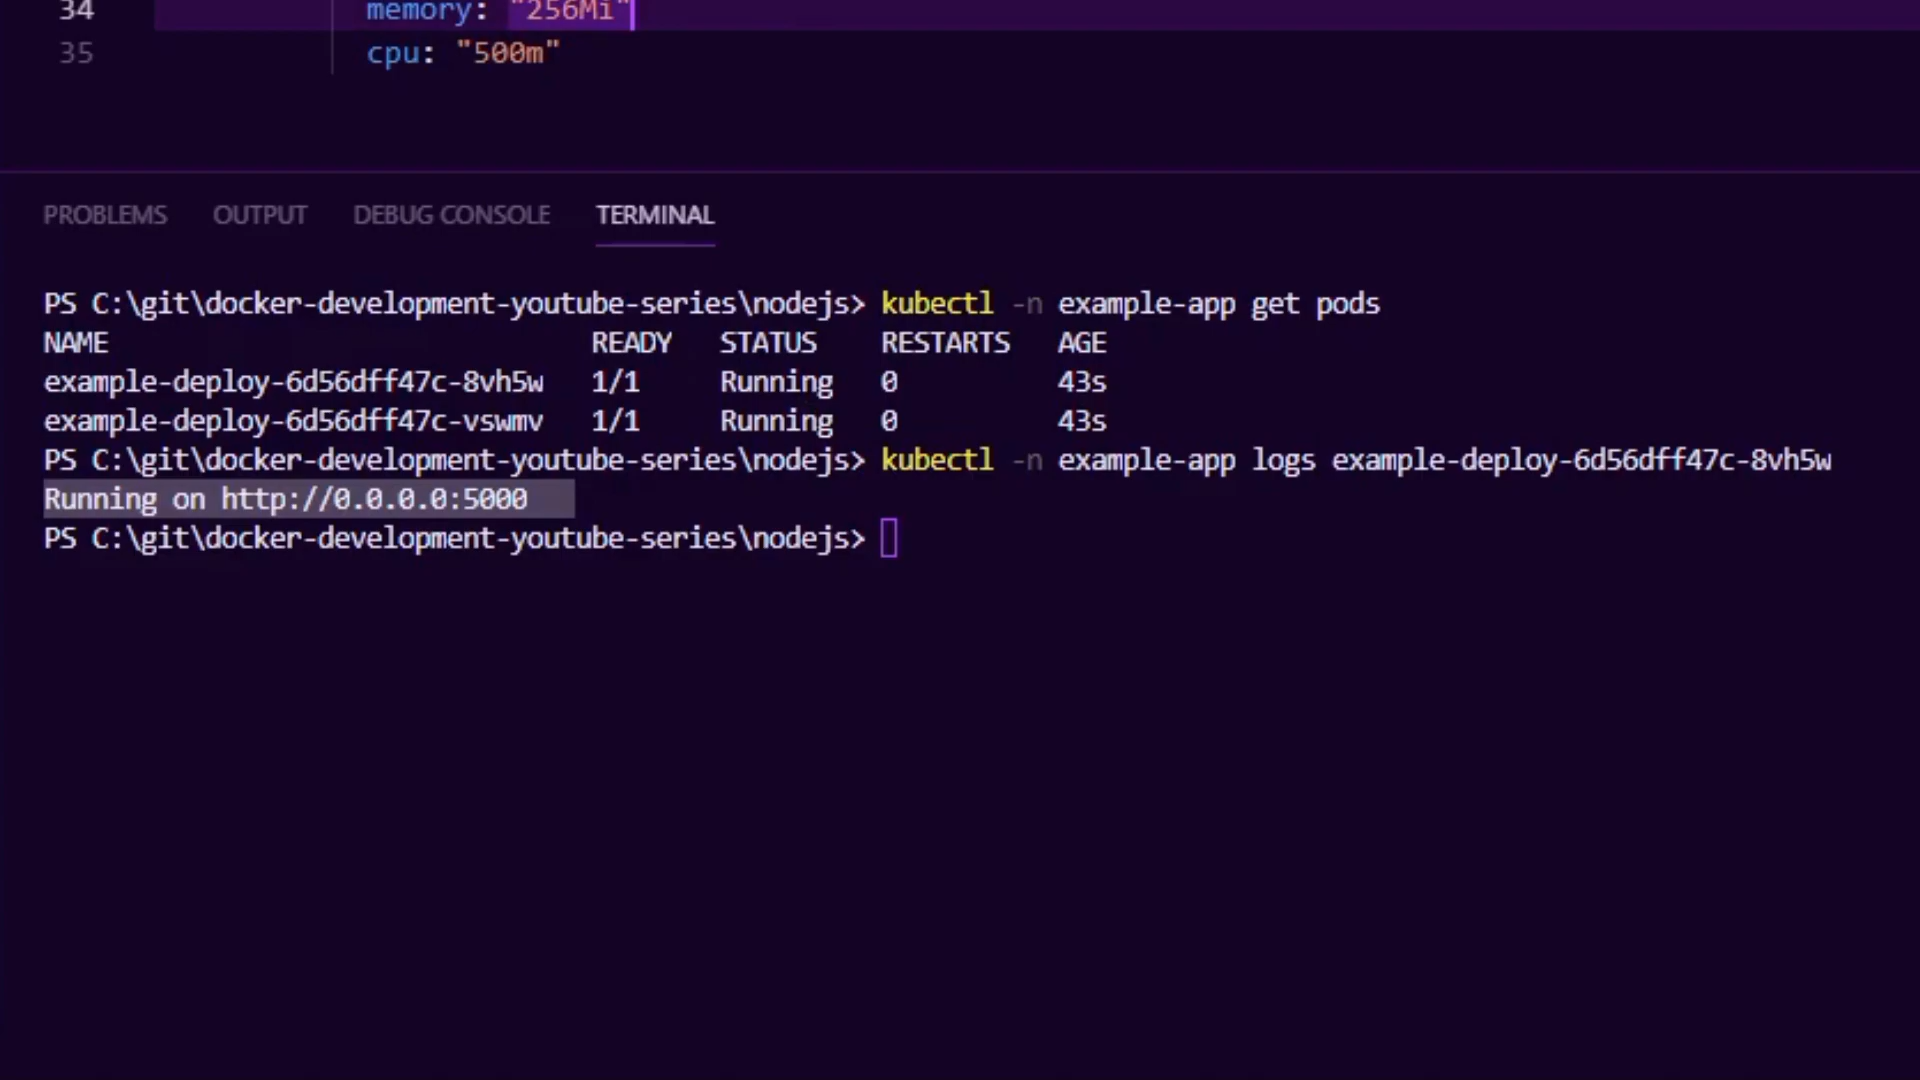 34 memory: "256Mi"
35 cpu: "500m"
PROBLEMS OUTPUT DEBUG CONSOLE TERMINAL
PS C:\git\docker-development-youtube-series\nodejs> kubectl -n example-app get pods
NAME READY STATUS RESTARTS AGE
example-deploy-6d56dff47c-8vh5w 1/1 Running 0 43s
example-deploy-6d56dff47c-vswmv 1/1 Running 0 43s
PS C:\git\docker-development-youtube-series\nodejs> kubectl -n example-app logs example-deploy-6d56dff47c-8vh5w
Running on http://0.0.0.0:5000
PS C:\git\docker-development-youtube-series\nodejs>